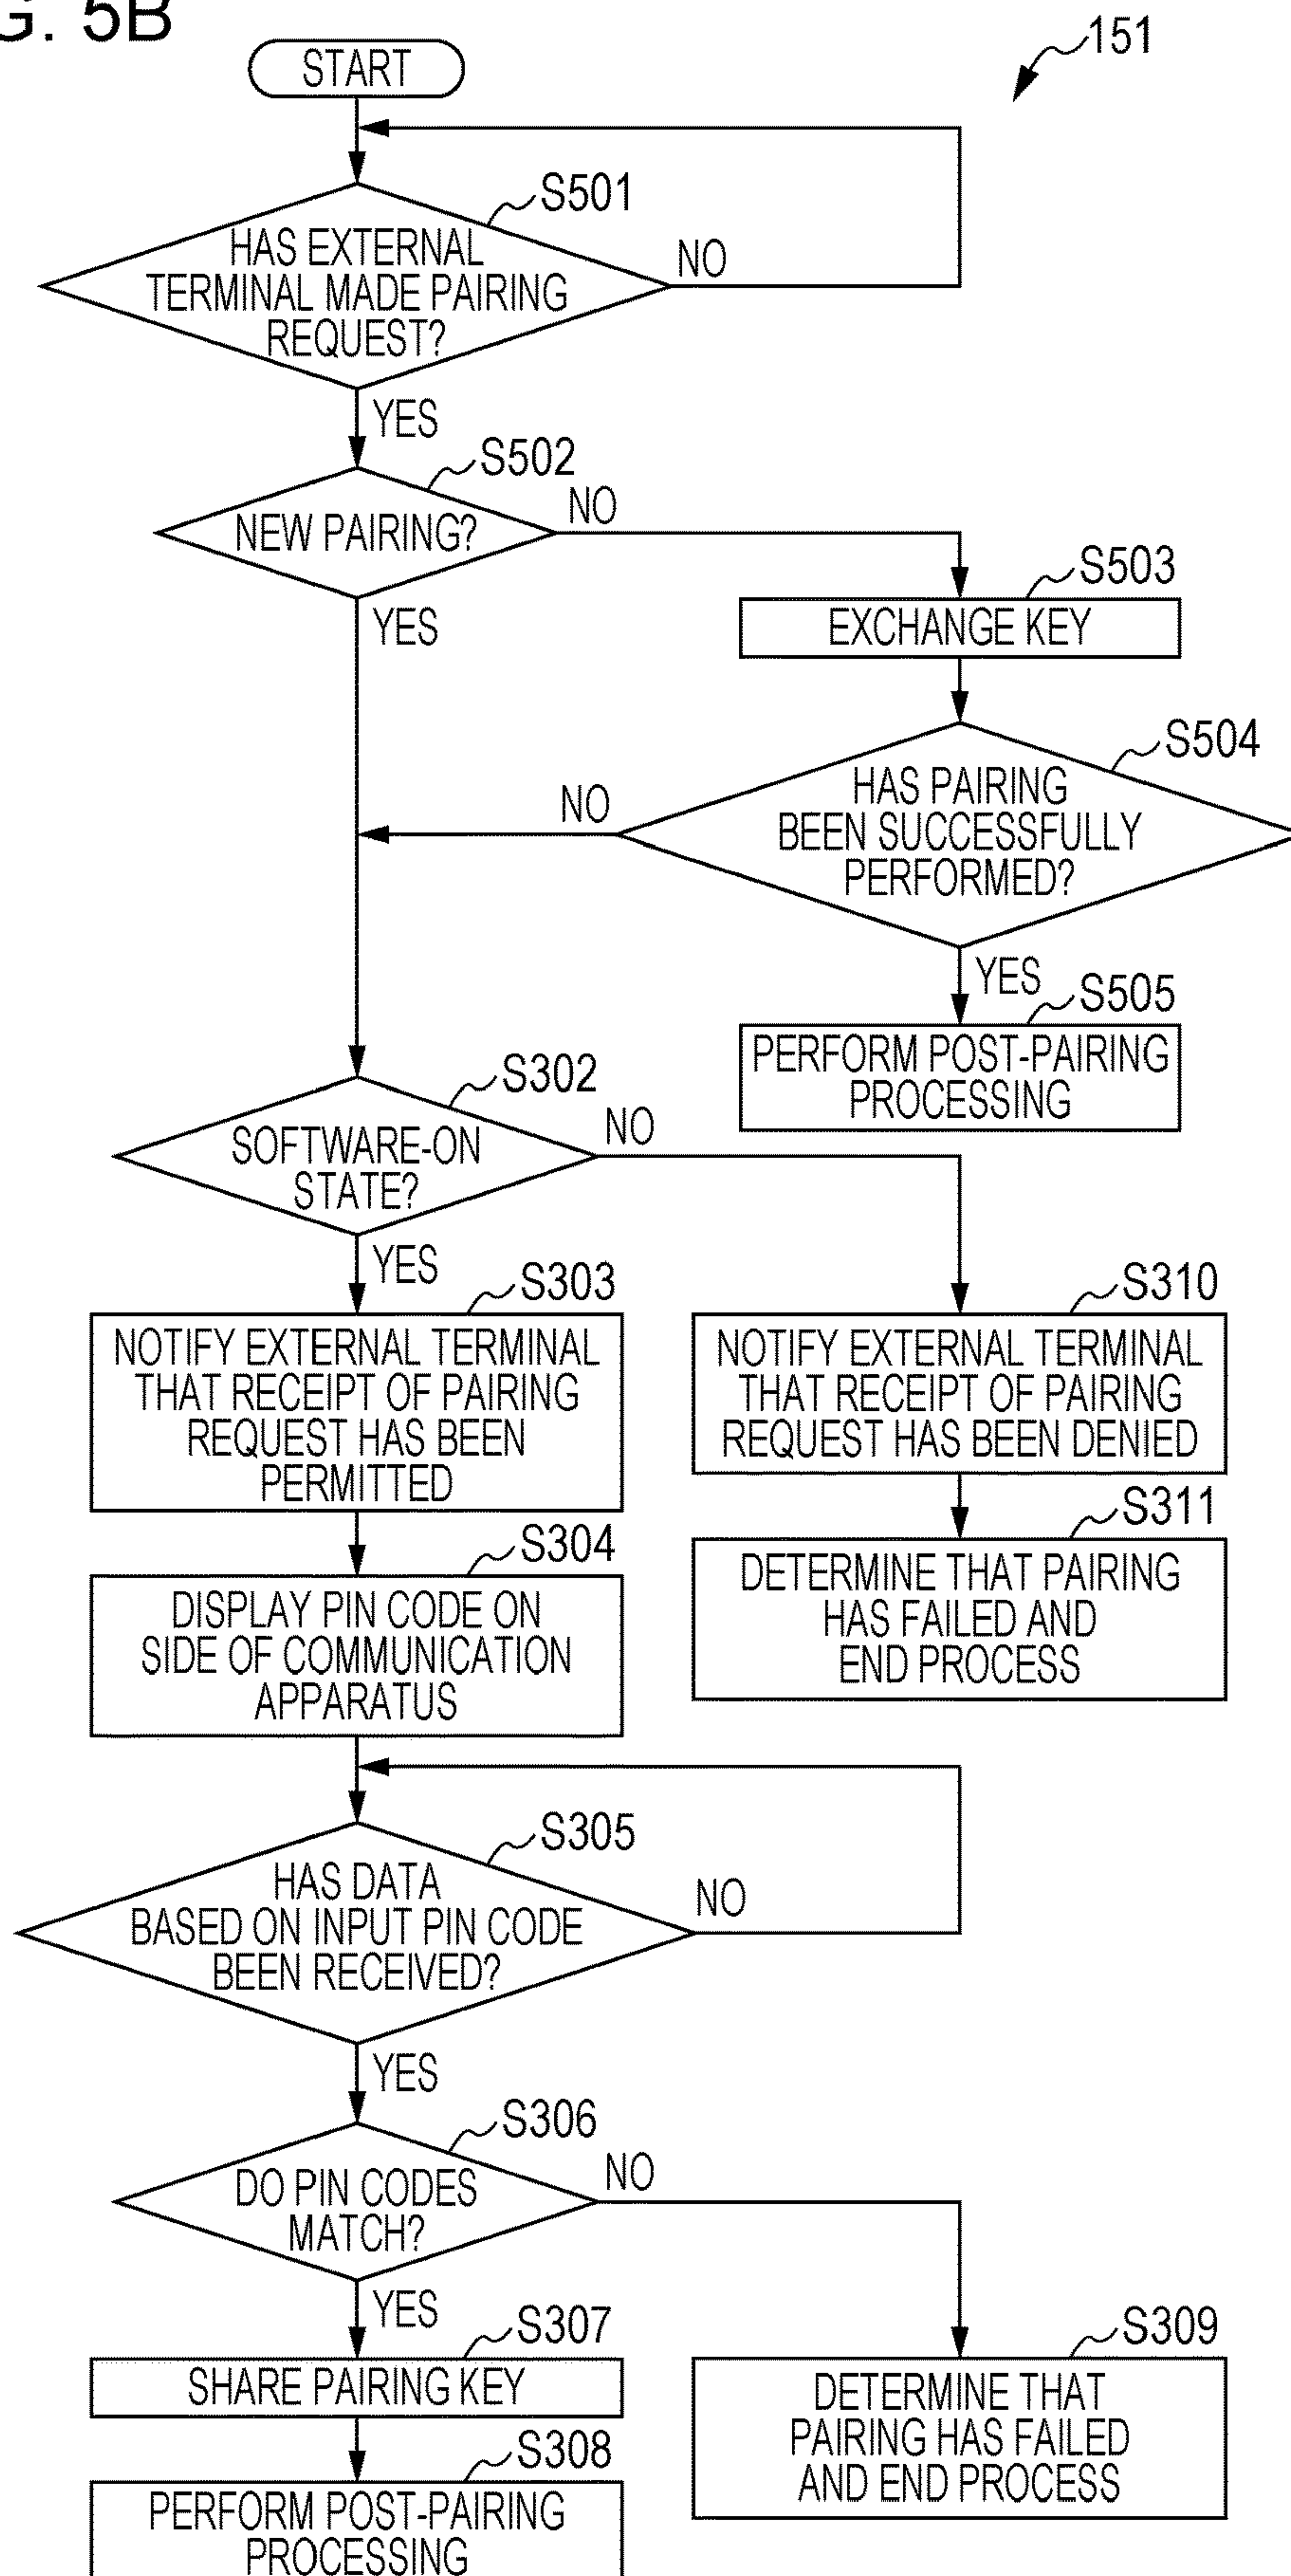 G. 5B
151
START
S501
HAS EXTERNAL
TERMINAL MADE PAIRING
REQUEST?
NO
YES
S502
NEW PAIRING?
NO
YES
S503
EXCHANGE KEY
S504
HAS PAIRING
BEEN SUCCESSFULLY
PERFORMED?
NO
YES
S505
PERFORM POST-PAIRING
PROCESSING
S302
SOFTWARE-ON
STATE?
NO
YES
S303
NOTIFY EXTERNAL TERMINAL
THAT RECEIPT OF PAIRING
REQUEST HAS BEEN
PERMITTED
S310
NOTIFY EXTERNAL TERMINAL
THAT RECEIPT OF PAIRING
REQUEST HAS BEEN DENIED
S311
DETERMINE THAT PAIRING
HAS FAILED AND
END PROCESS
S304
DISPLAY PIN CODE ON
SIDE OF COMMUNICATION
APPARATUS
S305
HAS DATA
BASED ON INPUT PIN CODE
BEEN RECEIVED?
NO
YES
S306
DO PIN CODES
MATCH?
NO
YES
S307
SHARE PAIRING KEY
S309
DETERMINE THAT
PAIRING HAS FAILED
AND END PROCESS
S308
PERFORM POST-PAIRING
PROCESSING